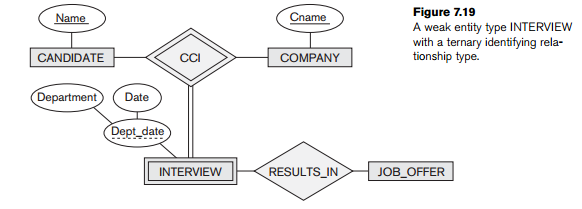 Name
Cname
Figure 7.19
A weak entity type INTERVIEW
with a ternary identifying rela-
tionship type.
CANDIDATE
CCI
COMPANY
Department
Date
Dept_date
INTERVIEW
RESULTS_IN
JOB_OFFER